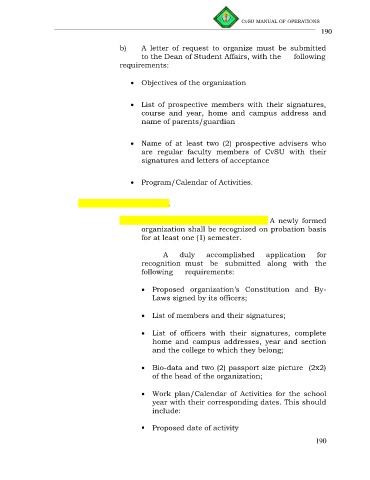 CvSU MANUAL OF OPERATIONS
190
b) A letter of request to organize must be submitted
to the Dean of Student Affairs, with the following
requirements:
• Objectives of the organization
• List of prospective members with their signatures,
course and year, home and campus address and
name of parents/guardian
• Name of at least two (2) prospective advisers who
are regular faculty members of CvSU with their
signatures and letters of acceptance
• Program/Calendar of Activities.
.
A newly formed
organization shall be recognized on probation basis
for at least one (1) semester.
A duly accomplished application for
recognition must be submitted along with the
following requirements:
• Proposed organization's Constitution and By-
Laws signed by its officers;
• List of members and their signatures;
• List of officers with their signatures, complete
home and campus addresses, year and section
and the college to which they belong;
• Bio-data and two (2) passport size picture (2x2)
of the head of the organization;
• Work plan/Calendar of Activities for the school
year with their corresponding dates. This should
include:
• Proposed date of activity
190